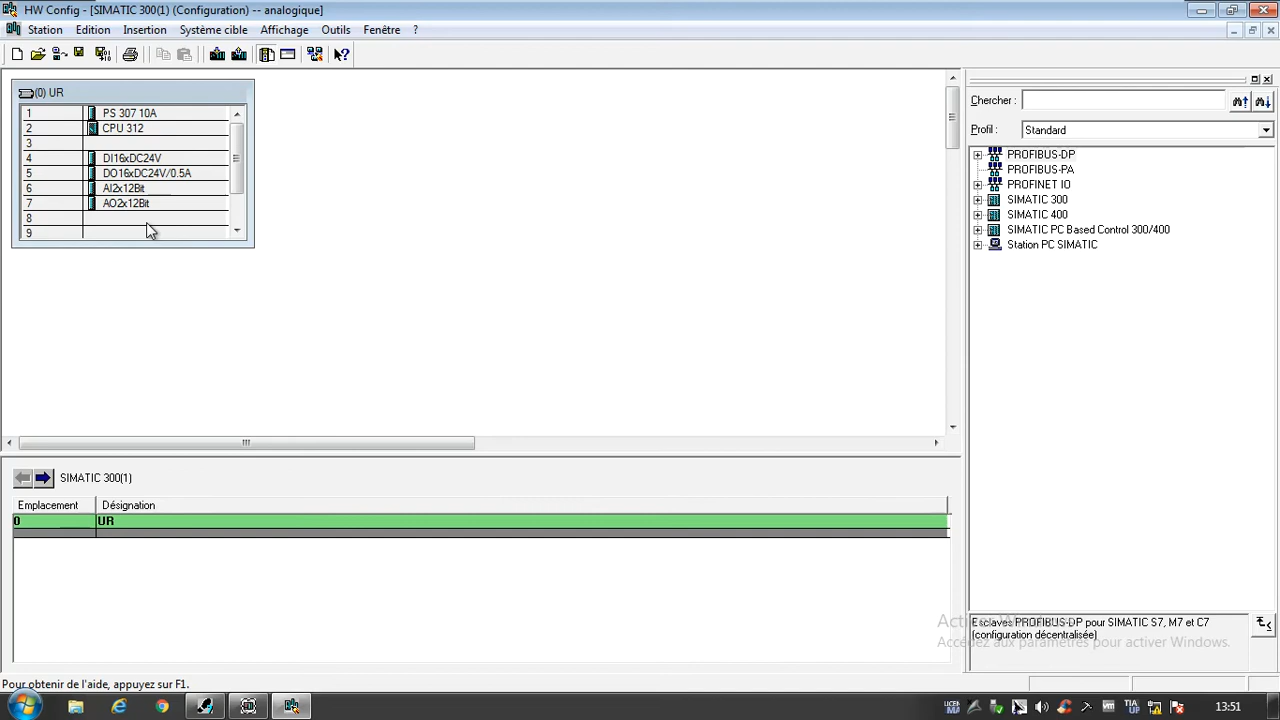 HW Config - [SIMATIC 300(1) (Configuration) -- analogique]
Station Edition Insertion Système cible Affichage Outils Fenêtre ?
(0) UR
1 PS 307 10A
2 CPU 312
3
4 DI16xDC24V
5 DO16xDC24V/0.5A
6 AI2x12Bit
7 AO2x12Bit
8
9
Chercher :
Profil : Standard
PROFIBUS-DP
PROFIBUS-PA
PROFINET IO
SIMATIC 300
SIMATIC 400
SIMATIC PC Based Control 300/400
Station PC SIMATIC
SIMATIC 300(1)
Emplacement Désignation
0 UR
Esclaves PROFIBUS-DP pour SIMATIC S7, M7 et C7
(configuration décentralisée)
Accédez aux paramètres pour activer Windows.
Pour obtenir de l'aide, appuyez sur F1.
13:51